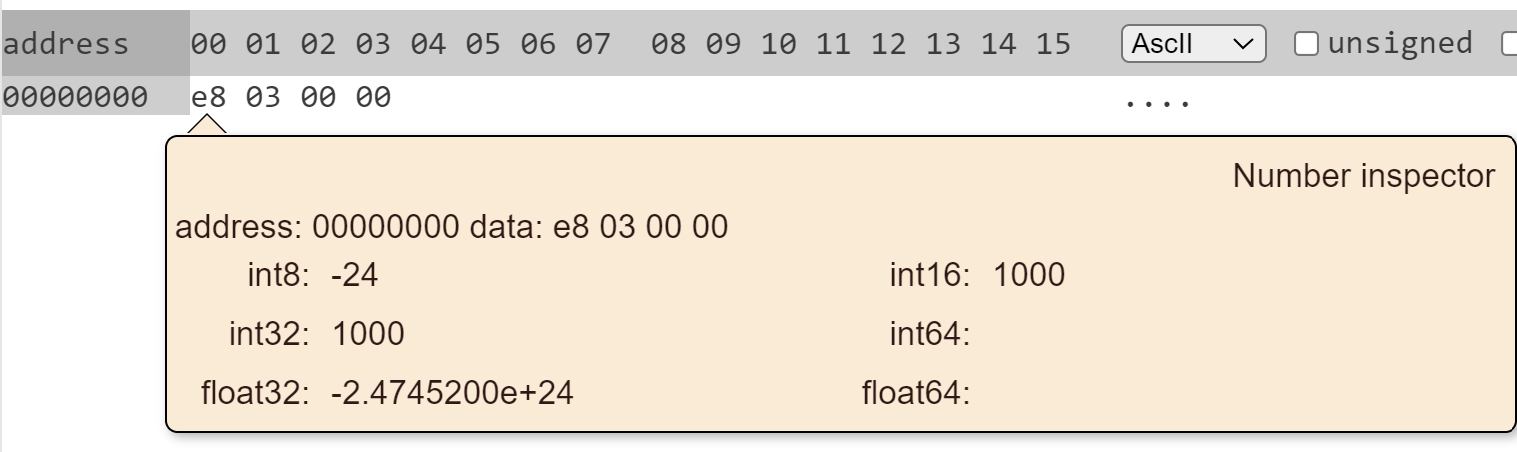 address 00 01 02 03 04 05 06 07 08 09 10 11 12 13 14 15 AscII unsigned
00000000 e8 03 00 00 ....
Number inspector
address: 00000000 data: e8 03 00 00
int8: -24 int16: 1000
int32: 1000 int64:
float32: -2.4745200e+24 float64: